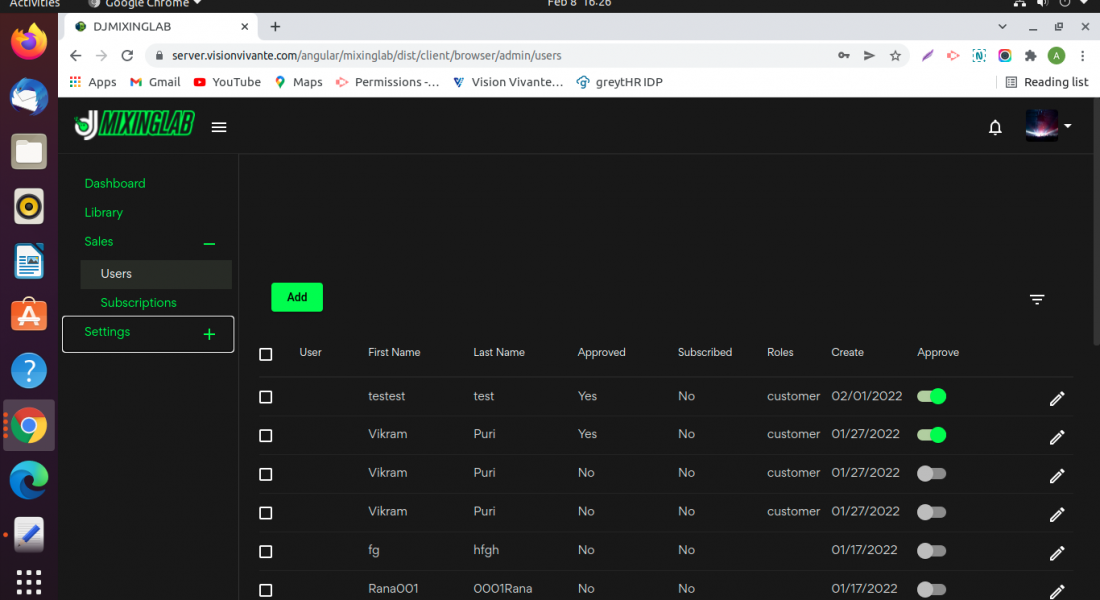 Activities Google Chrome Feb 8 16:26
DJMIXINGLAB
server.visionvivante.com/angular/mixinglab/dist/client/browser/admin/users
A
Apps Gmail YouTube Maps Permissions -... Vision Vivante... greytHR IDP Reading list
DJ MIXINGLAB
Dashboard
Library
Sales
Users
Subscriptions
Settings
Add
User First Name Last Name Approved Subscribed Roles Create Approve
testest test Yes No customer 02/01/2022
Vikram Puri Yes No customer 01/27/2022
Vikram Puri No No customer 01/27/2022
Vikram Puri No No customer 01/27/2022
fg hfgh No No 01/17/2022
Rana001 0001Rana No No 01/17/2022